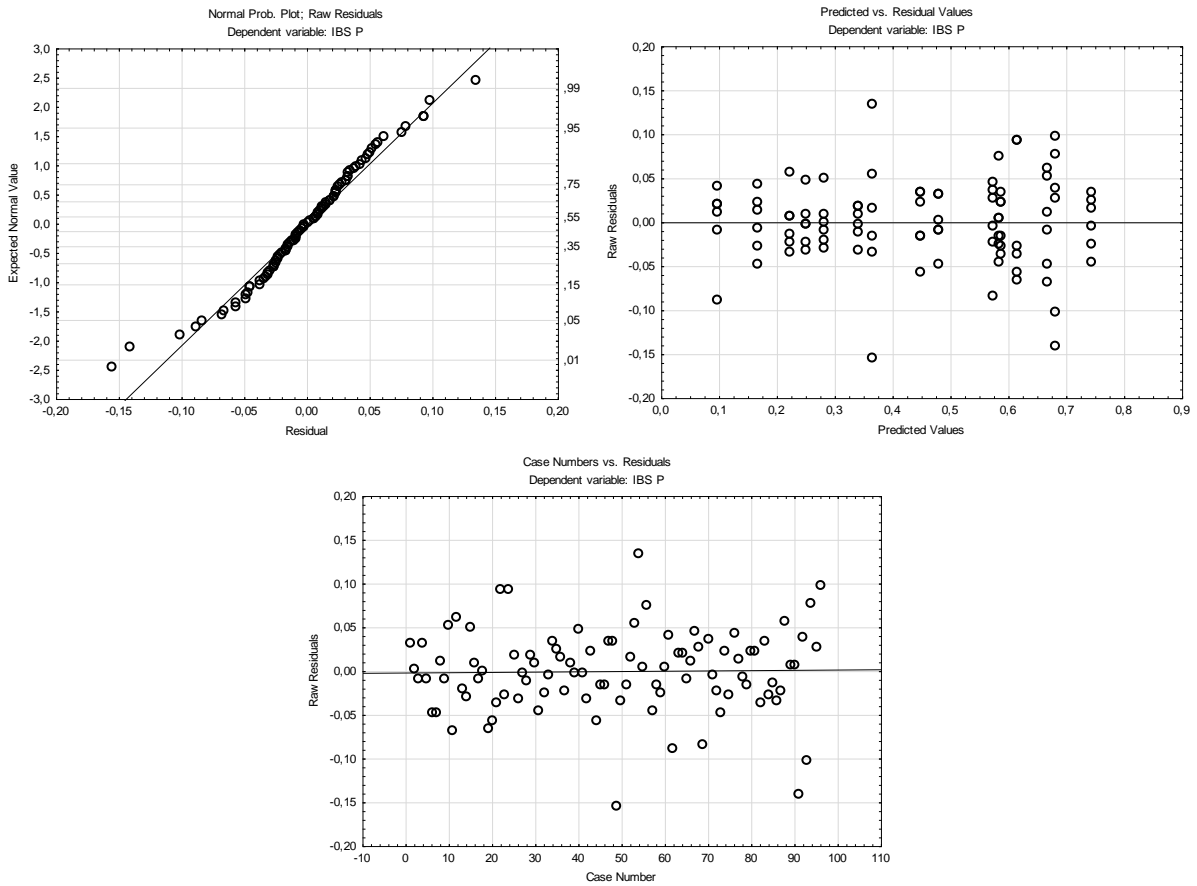 Normal Prob. Plot; Raw Residuals
Dependent variable: IBS P
3,0
2,5
2,0
1,5
1,0
0,5
0,0
-0,5
-1,0
-1,5
-2,0
-2,5
-3,0
Expected Normal Value
,99
,95
,75
,55
,35
,15
,05
,01
-0,20 -0,15 -0,10 -0,05 0,00 0,05 0,10 0,15 0,20
Residual
Predicted vs. Residual Values
Dependent variable: IBS P
0,20
0,15
0,10
0,05
0,00
-0,05
-0,10
-0,15
-0,20
Raw Residuals
0,0 0,1 0,2 0,3 0,4 0,5 0,6 0,7 0,8 0,9
Predicted Values
Case Numbers vs. Residuals
Dependent variable: IBS P
0,20
0,15
0,10
0,05
0,00
-0,05
-0,10
-0,15
-0,20
Raw Residuals
-10 0 10 20 30 40 50 60 70 80 90 100 110
Case Number